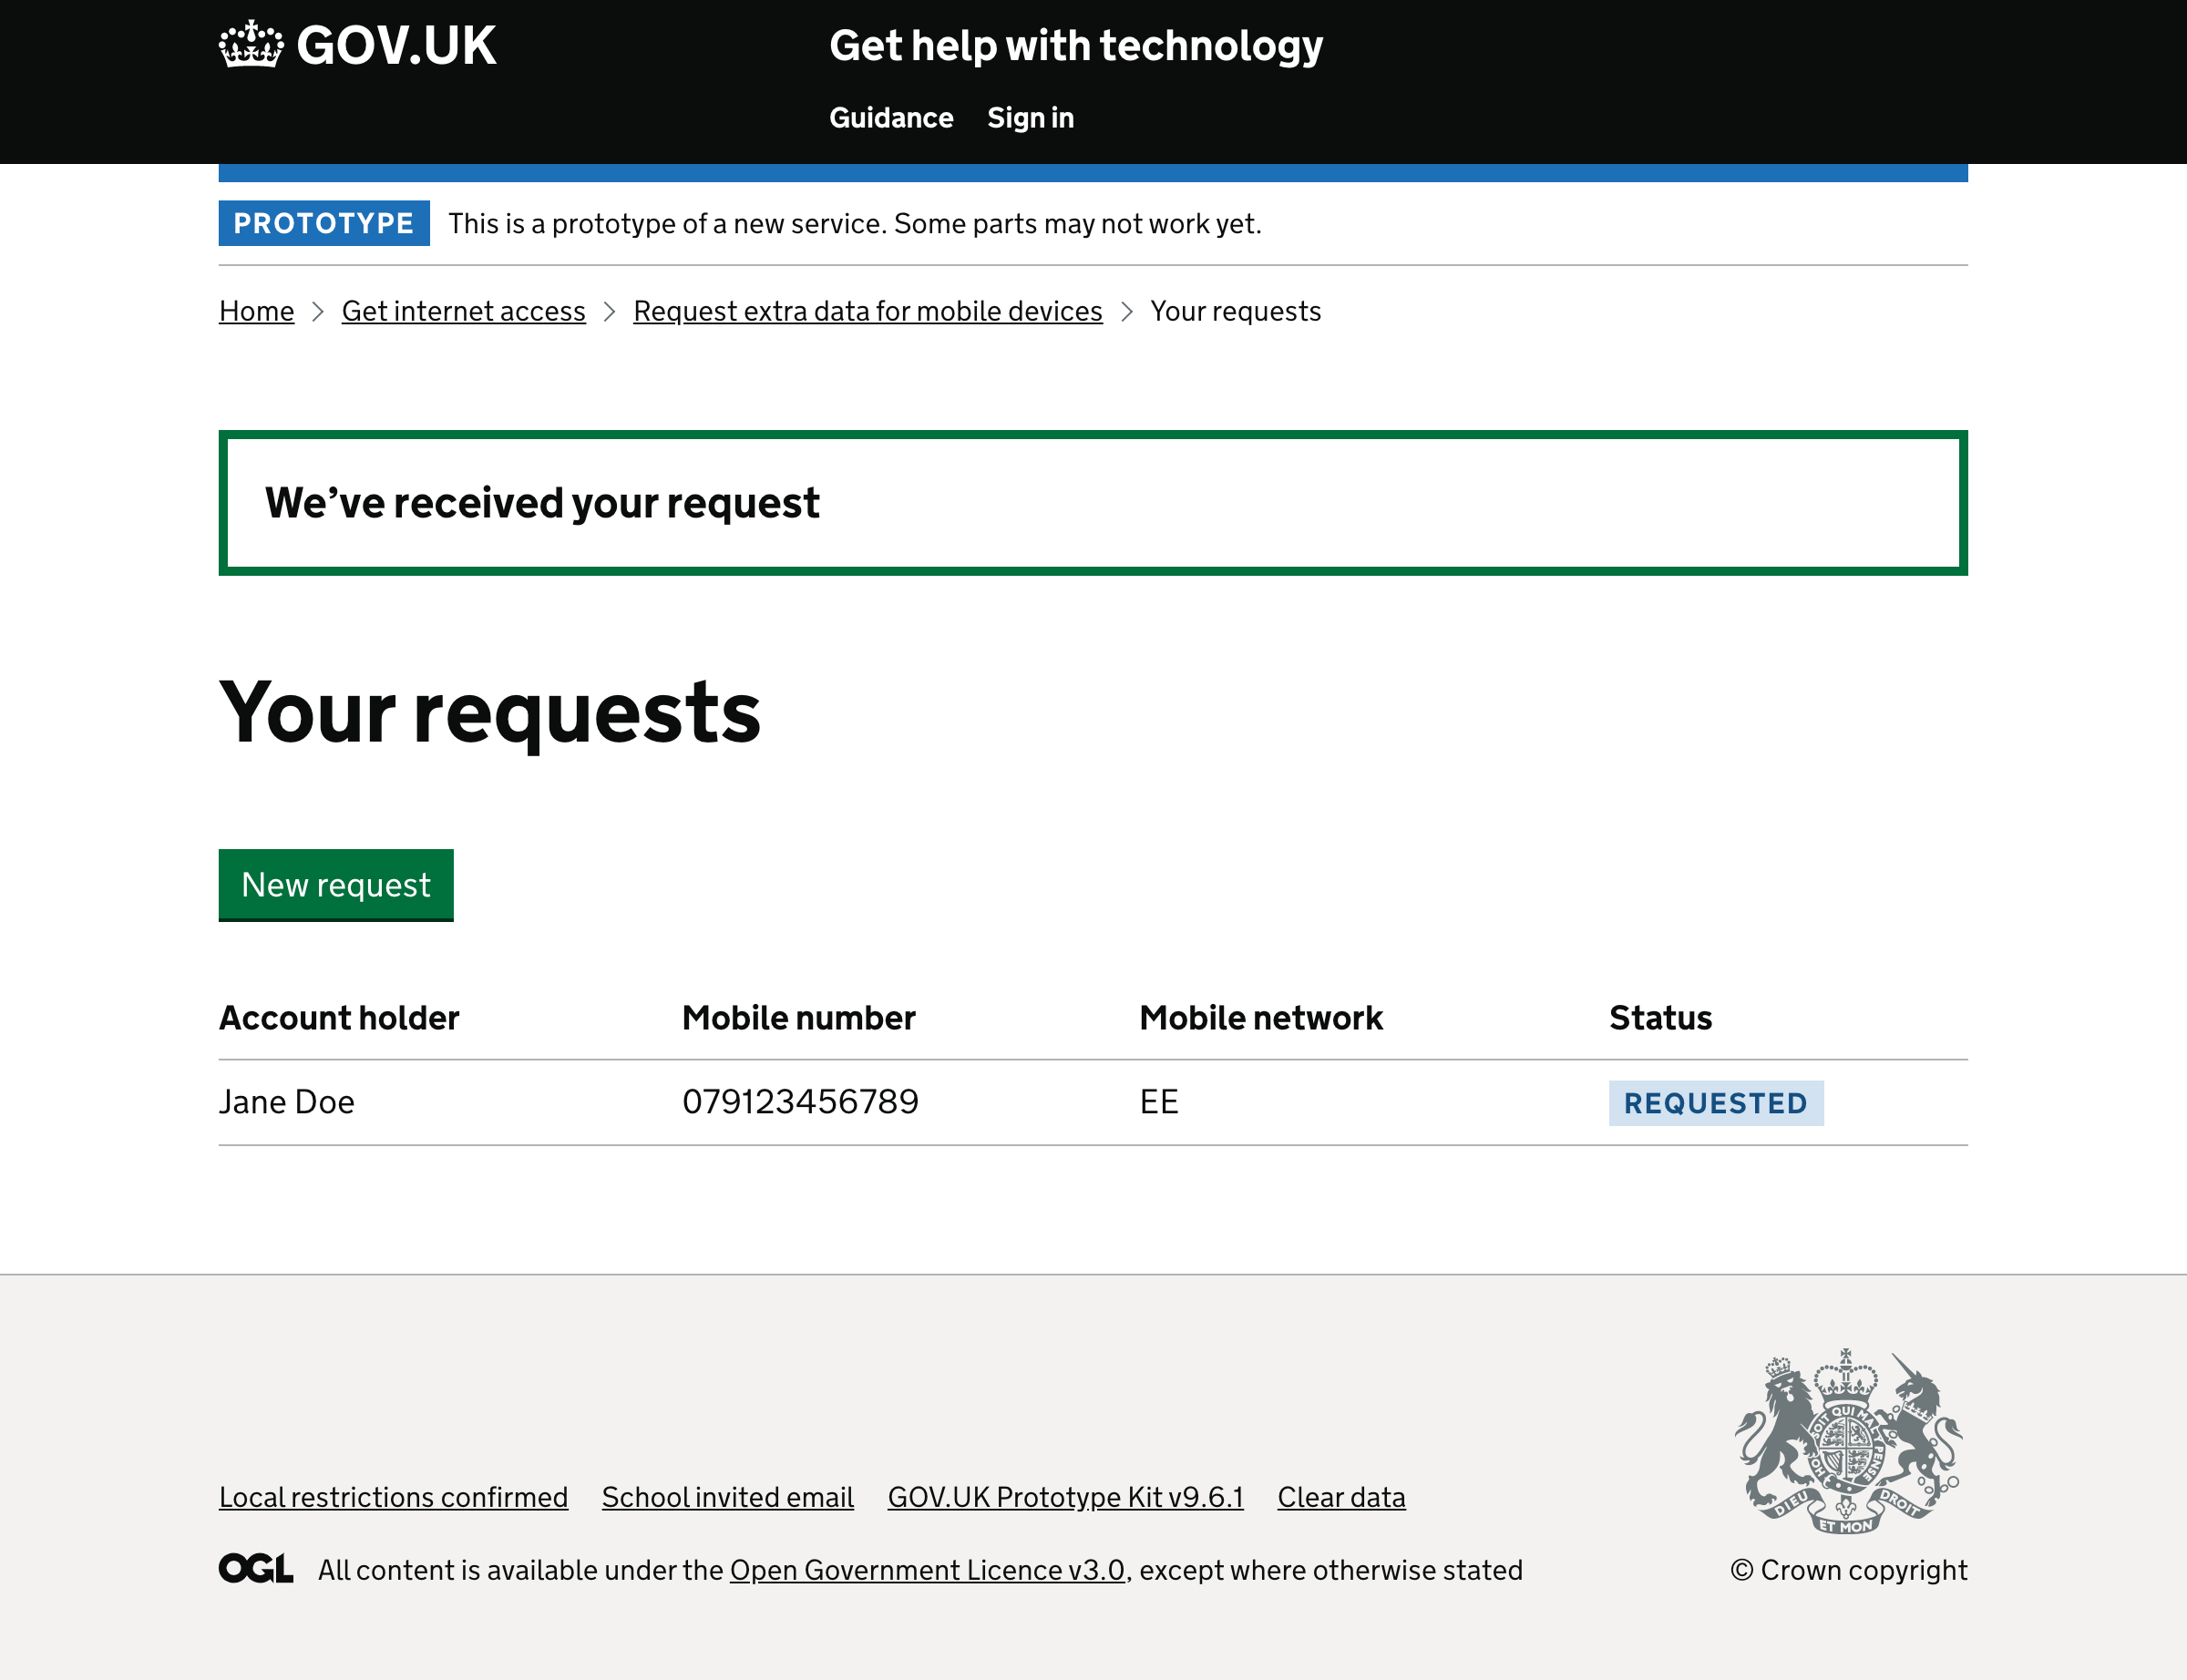 GOV.UK
Get help with technology
Guidance Sign in
PROTOTYPE This is a prototype of a new service. Some parts may not work yet.
Home Get internet access Request extra data for mobile devices Your requests
We’ve received your request
Your requests
New request
Account holder Mobile number Mobile network Status
Jane Doe 079123456789 EE REQUESTED
Local restrictions confirmed School invited email GOV.UK Prototype Kit v9.6.1 Clear data
OGL All content is available under the Open Government Licence v3.0, except where otherwise stated
DIEU ET MON DROIT
© Crown copyright